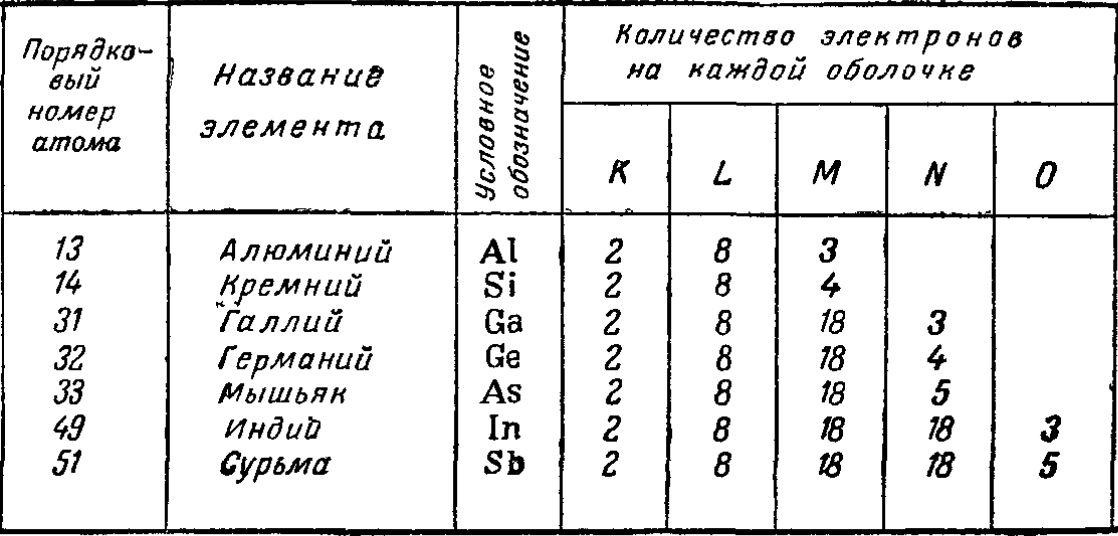 Порядко-
вый
номер
атома
Название
элемента
Условное
обозначение
Количество электронов
на каждой оболочке
K L M N O
13 Алюминий Al 2 8 3
14 Кремний Si 2 8 4
31 Галлий Ga 2 8 18 3
32 Германий Ge 2 8 18 4
33 Мышьяк As 2 8 18 5
49 Индий In 2 8 18 18 3
51 Сурьма Sb 2 8 18 18 5